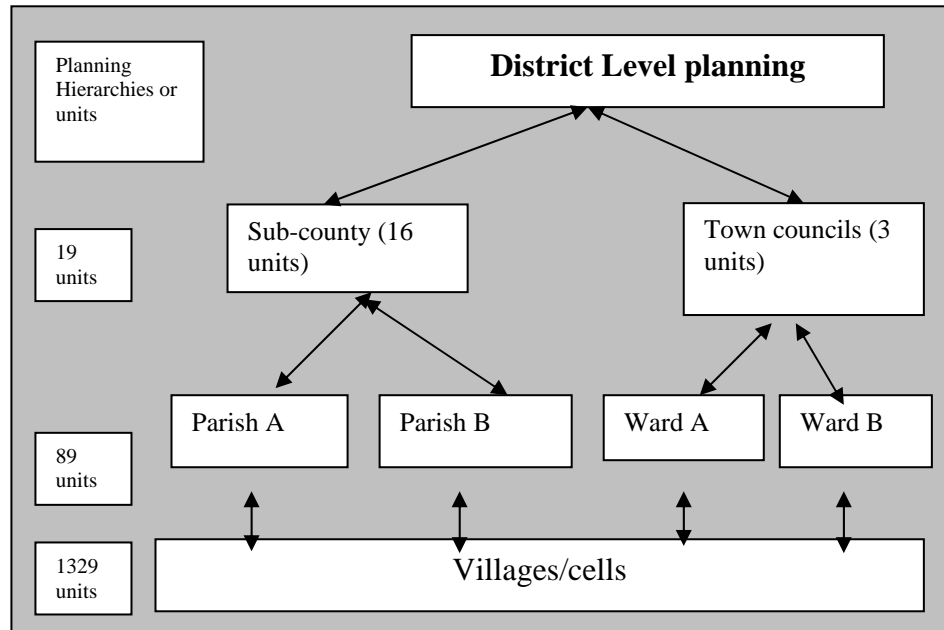 Planning
Hierarchies or
units
District Level planning
19
units
Sub-county (16
units)
Town councils (3
units)
89
units
Parish A
Parish B
Ward A
Ward B
1329
units
Villages/cells